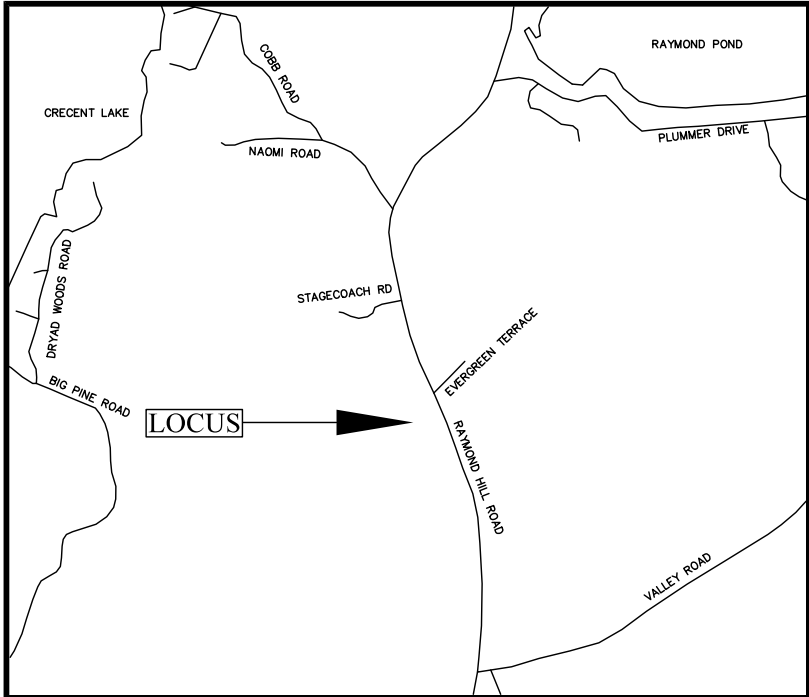 RAYMOND POND
COBB ROAD
CRECENT LAKE
PLUMMER DRIVE
NAOMI ROAD
DRYAD WOODS ROAD
STAGECOACH RD
EVERGREEN TERRACE
BIG PINE ROAD
LOCUS
RAYMOND HILL ROAD
VALLEY ROAD